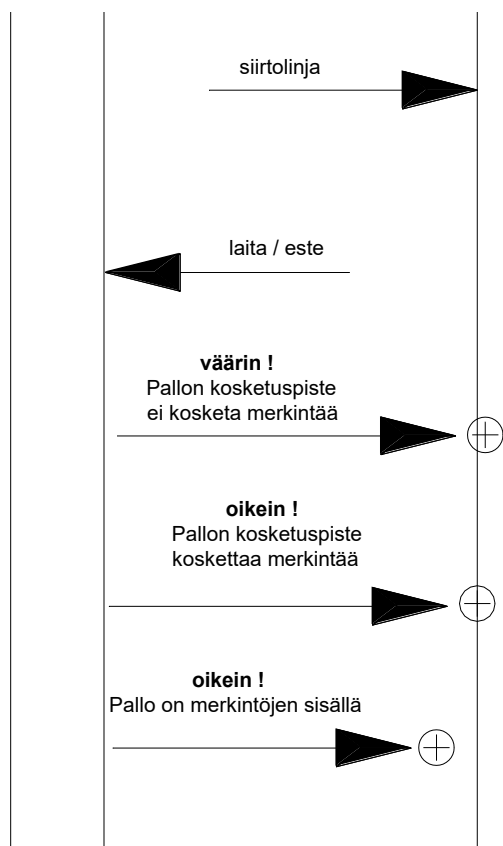 siirtolinja
laita / este
väärin !
Pallon kosketuspiste
ei kosketa merkintää
oikein !
Pallon kosketuspiste
koskettaa merkintää
oikein !
Pallo on merkintöjen sisällä